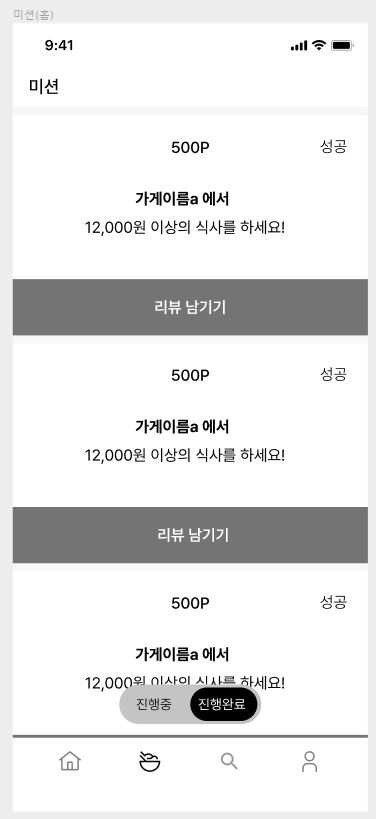 미션(홈)
9:41
미션
500P 성공
가게이름a 에서
12,000원 이상의 식사를 하세요!
리뷰 남기기
500P 성공
가게이름a 에서
12,000원 이상의 식사를 하세요!
리뷰 남기기
500P 성공
가게이름a 에서
12,000원 이상의 식사를 하세요!
진행중 진행완료